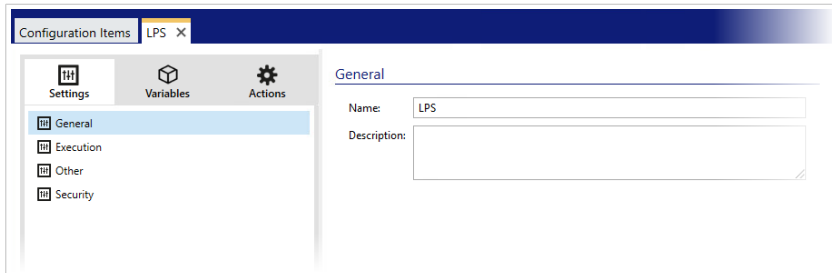 Configuration Items LPS
Settings Variables Actions
General
Execution
Other
Security
General
Name: LPS
Description: